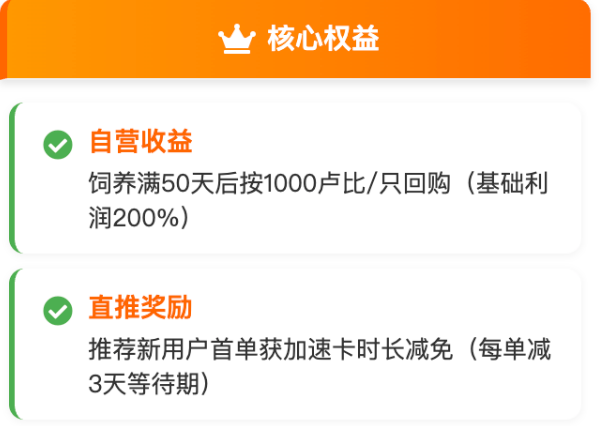 核心权益
自营收益
饲养满50天后按1000卢比/只回购（基础利
润200%）
直推奖励
推荐新用户首单获加速卡时长减免（每单减
3天等待期）